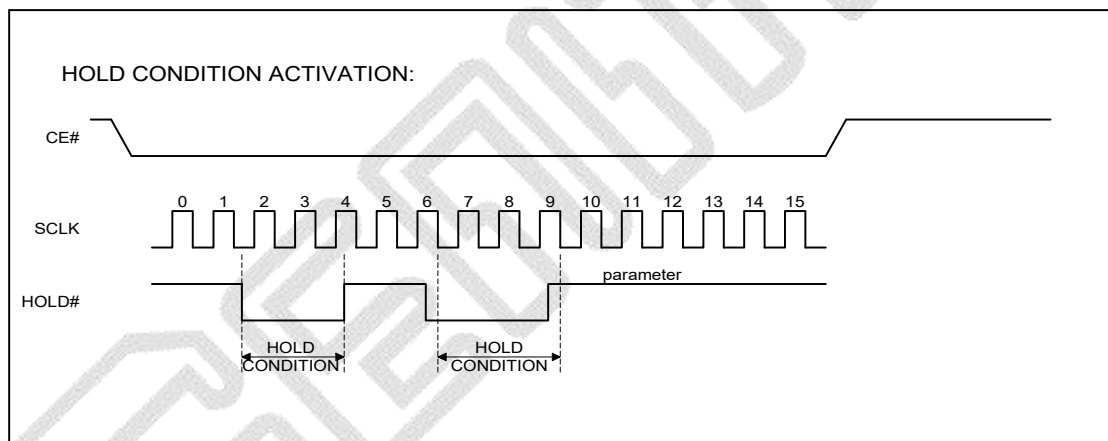 HOLD CONDITION ACTIVATION:
CE#
0 1 2 3 4 5 6 7 8 9 10 11 12 13 14 15
SCLK
parameter
HOLD#
HOLD CONDITION
HOLD CONDITION